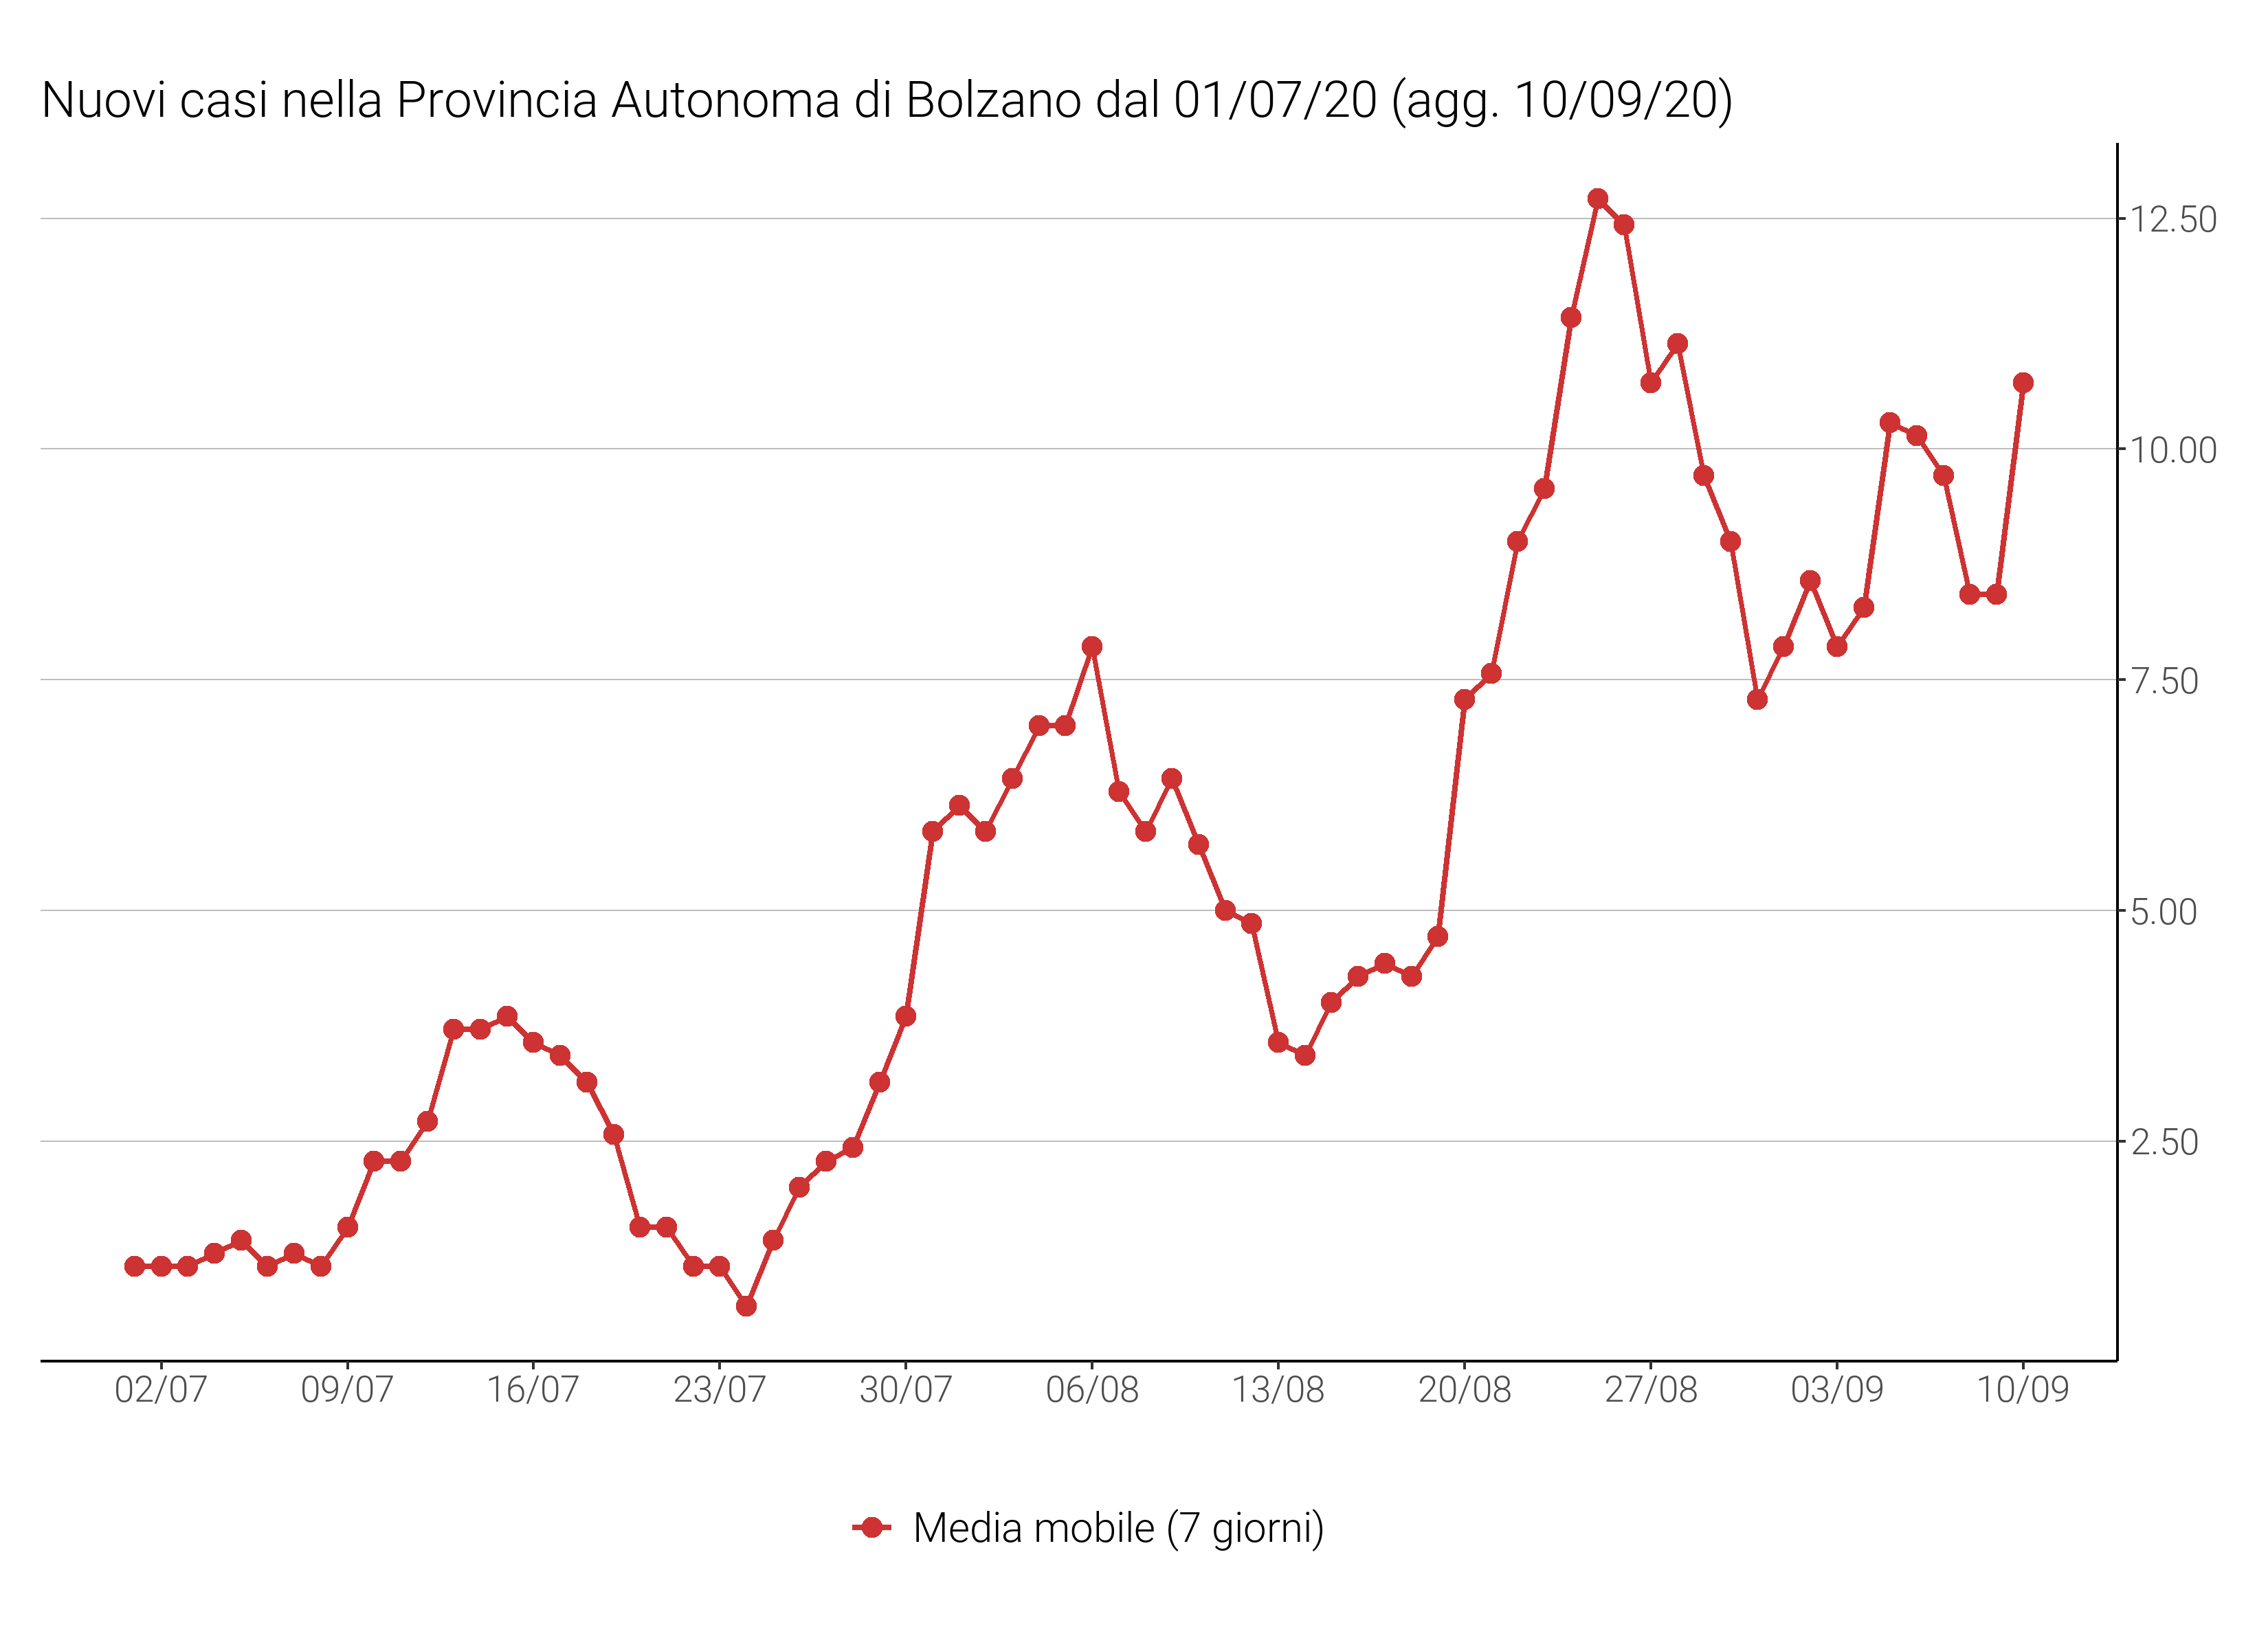 Nuovi casi nella Provincia Autonoma di Bolzano dal 01/07/20 (agg. 10/09/20)
12.50
10.00
7.50
5.00
2.50
02/07 09/07 16/07 23/07 30/07 06/08 13/08 20/08 27/08 03/09 10/09
Media mobile (7 giorni)